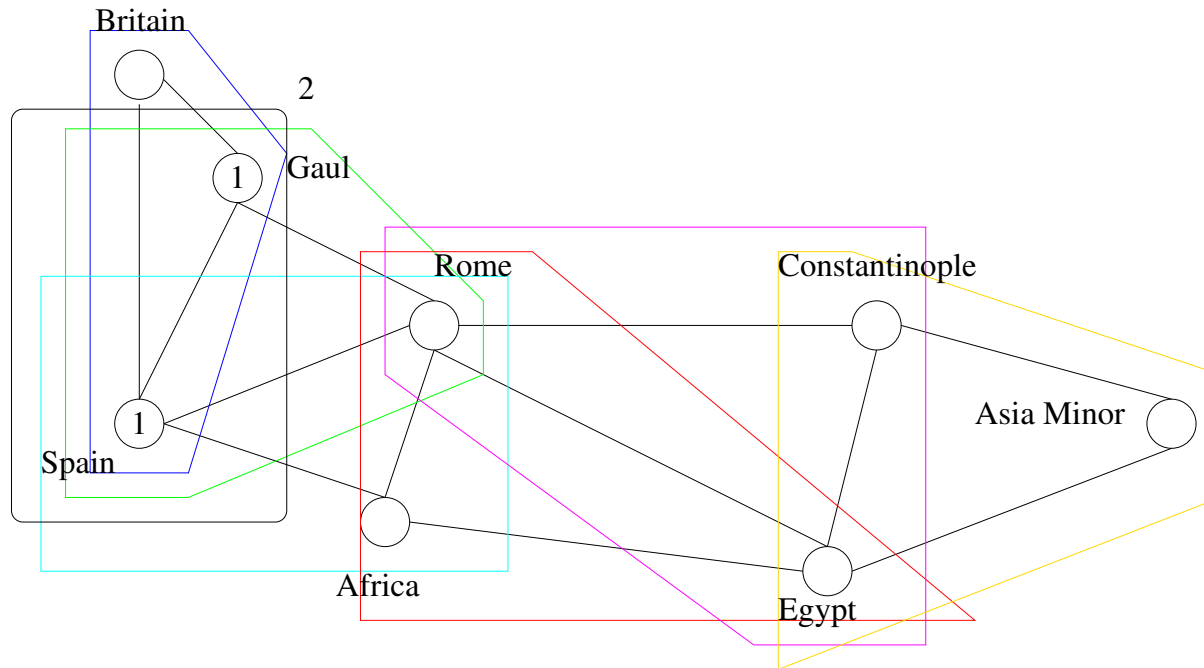 Britain
2
Gaul
1
Rome
Constantinople
Asia Minor
1
Spain
Africa
Egypt